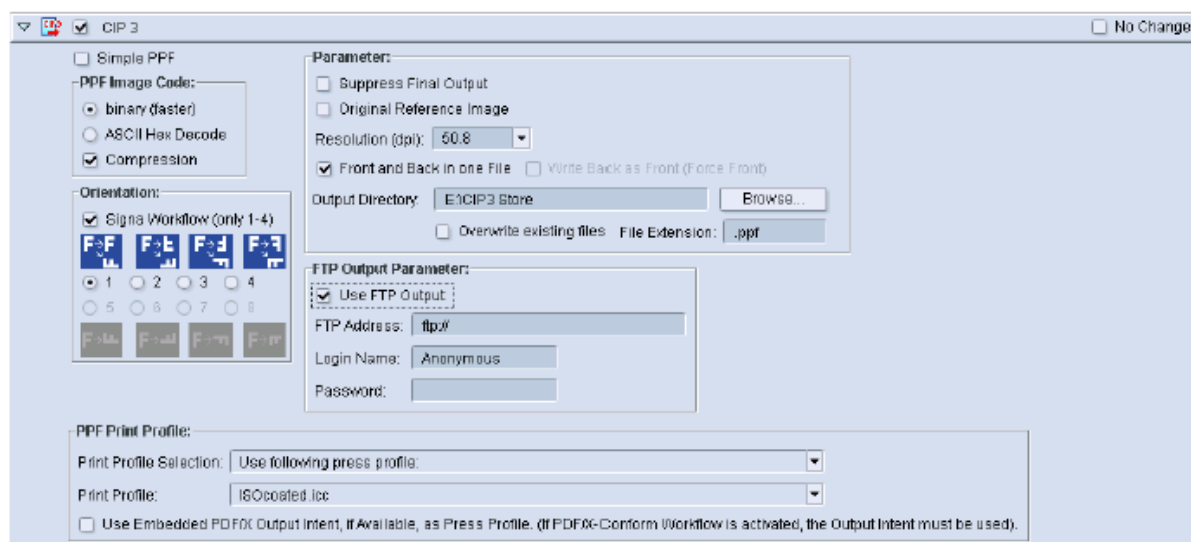 CIP 3
No Change
Simple PPF
PPF Image Code:
binary (faster)
ASCII Hex Decode
Compression
Orientation:
Signa Workflow (only 1-4)
1 2 3 4
5 6 7 8
Parameter:
Suppress Final Output
Original Reference Image
Resolution (dpi): 50.8
Front and Back in one File Write Back as Front (Force Front)
Output Directory: E:\CIP3 Store Browse...
Overwrite existing files File Extension: .ppf
FTP Output Parameter:
Use FTP Output
FTP Address: ftp://
Login Name: Anonymous
Password:
PPF Print Profile:
Print Profile Selection: Use following press profile:
Print Profile: ISOcoated.icc
Use Embedded PDF/X Output Intent, if Available, as Press Profile. (If PDF/X-Conform Workflow is activated, the Output Intent must be used).